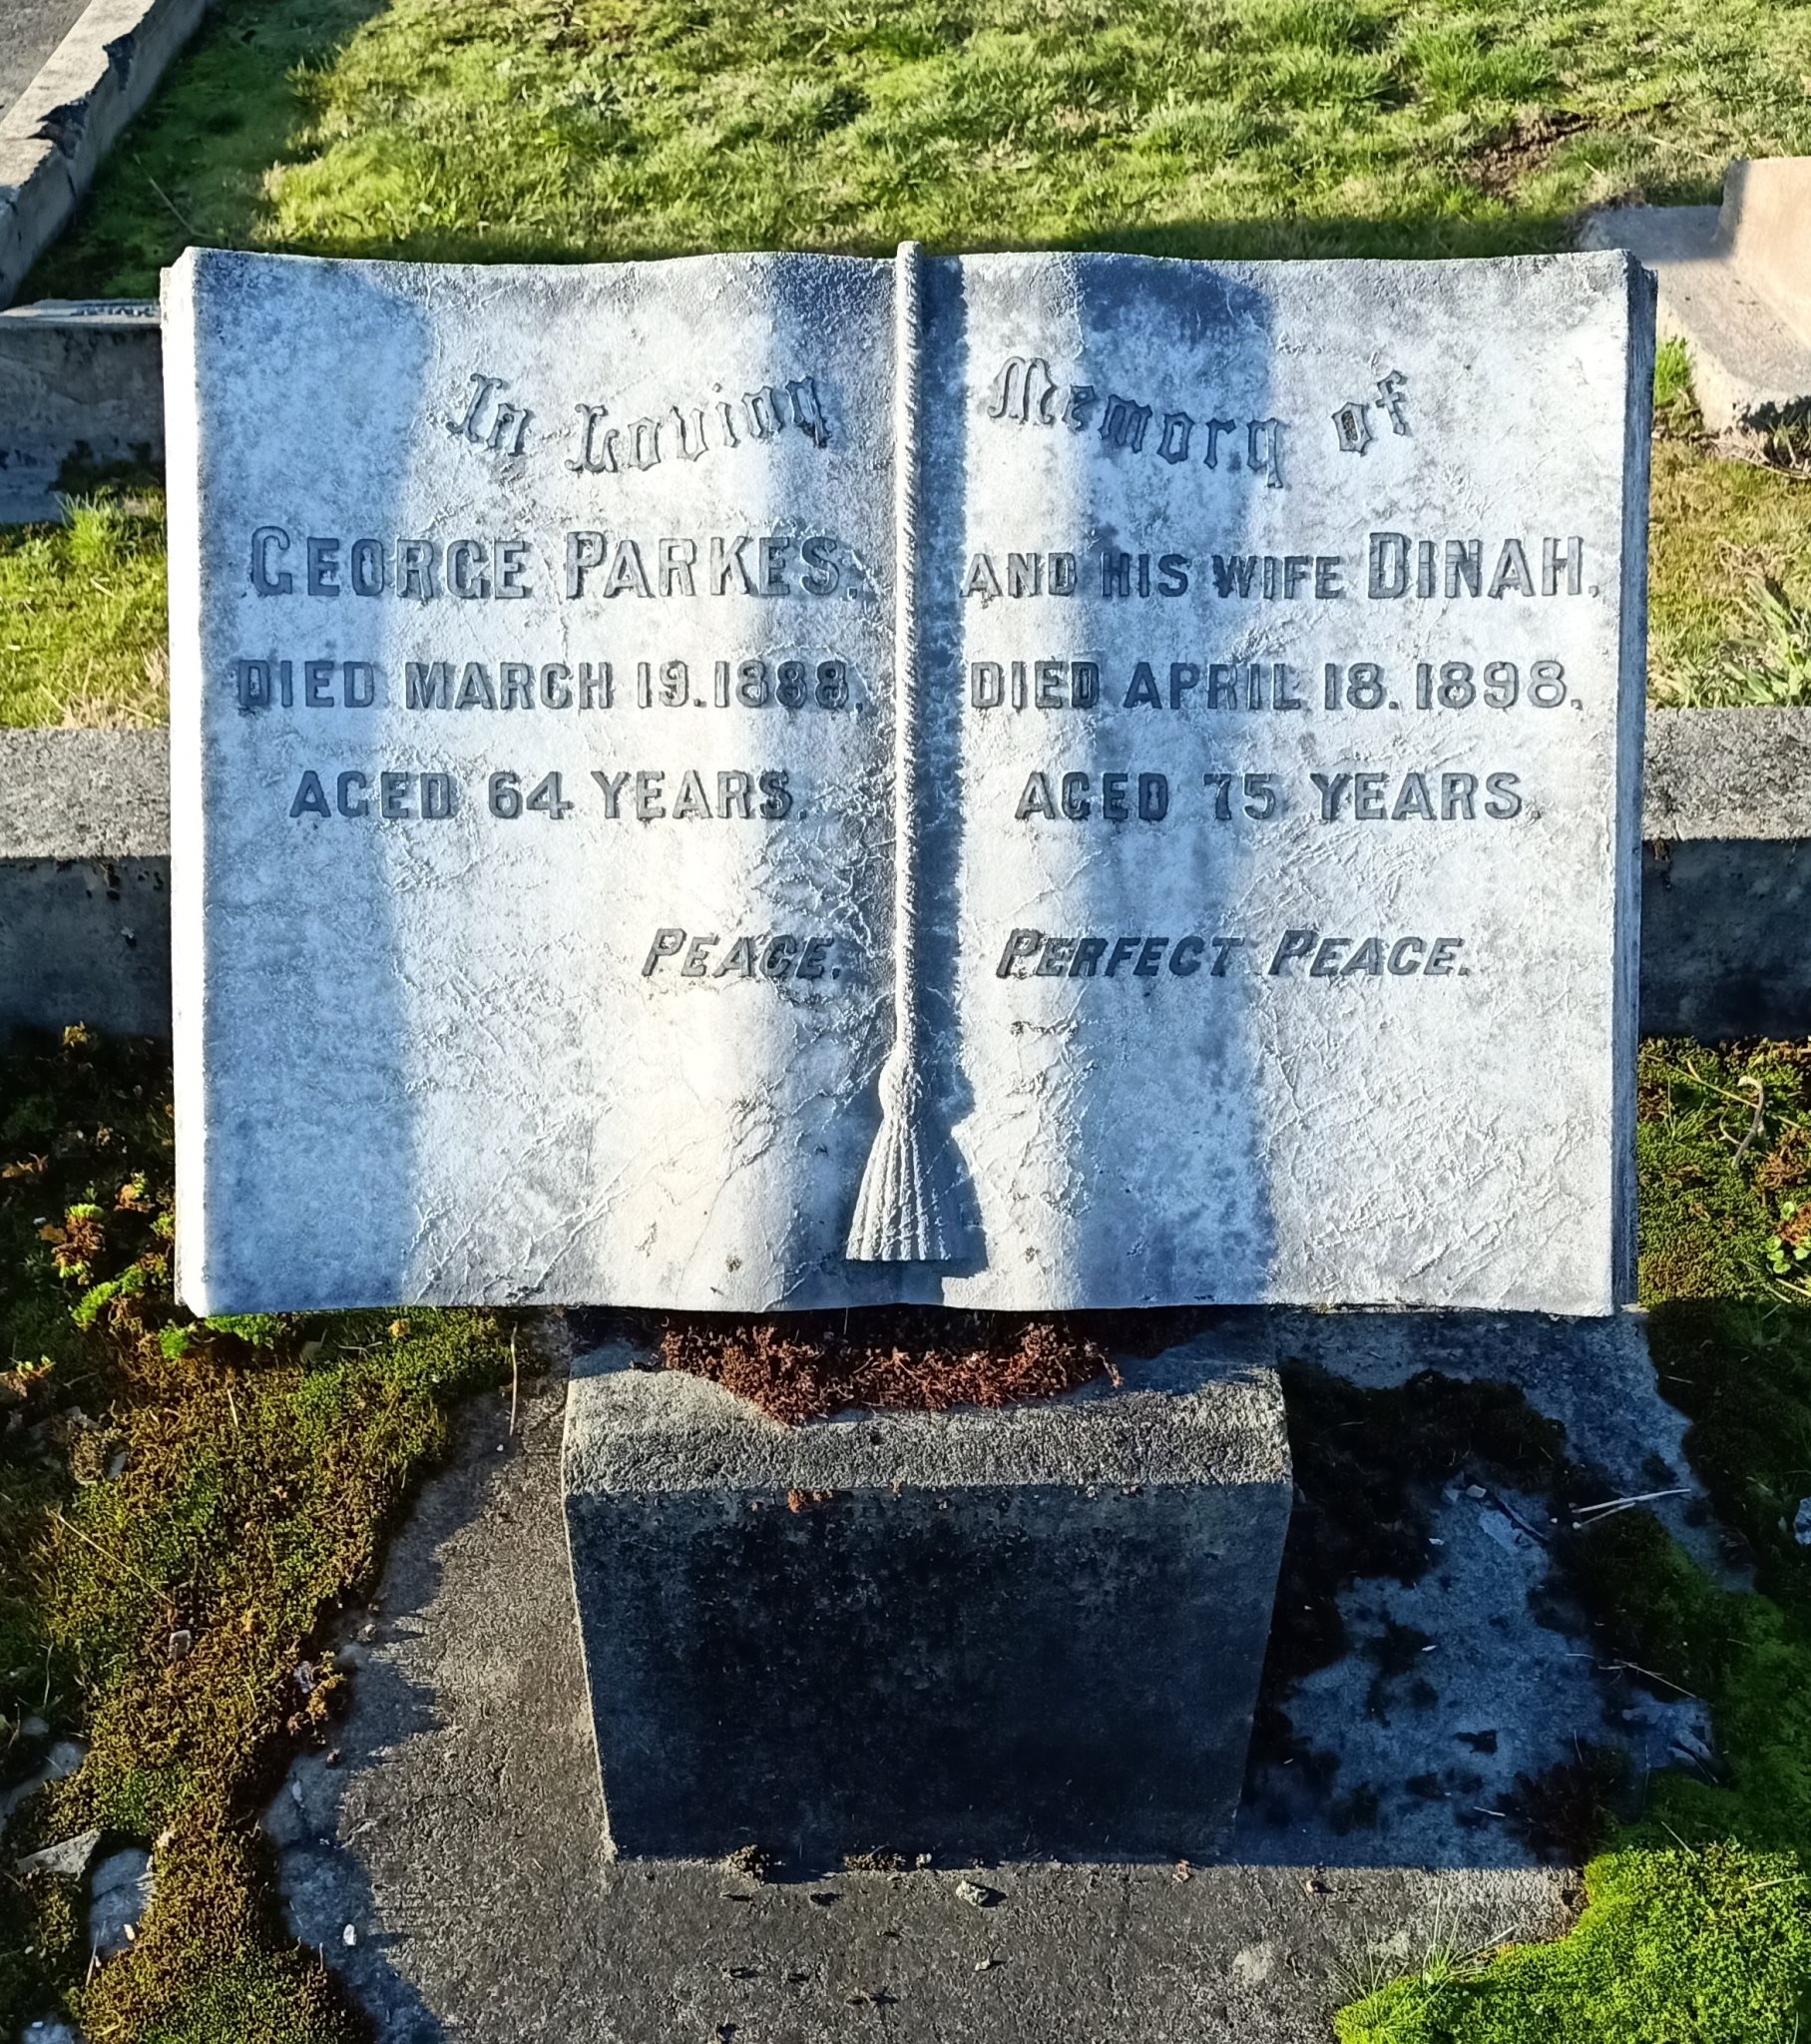 In Loving Memory of
GEORGE PARKES. AND HIS WIFE DINAH.
DIED MARCH 19.1888. DIED APRIL 18.1898.
AGED 64 YEARS. AGED 75 YEARS.
PEACE. PERFECT PEACE.